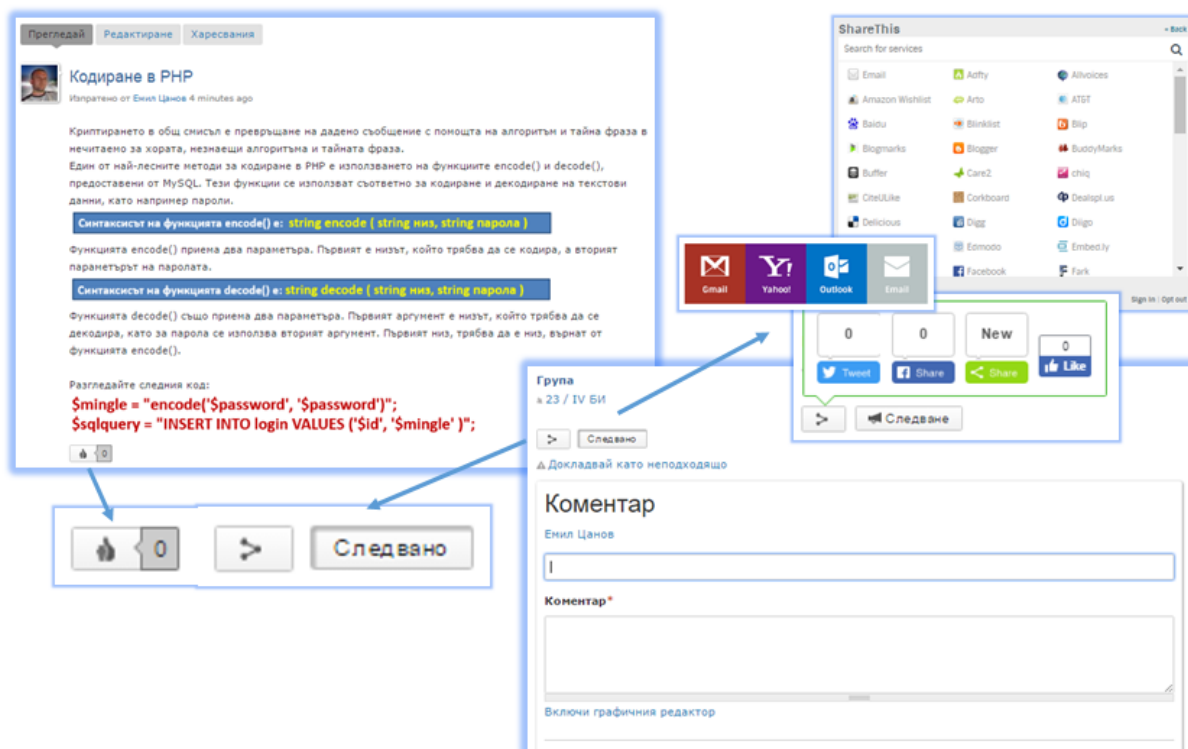 Прегледай Редактиране Харесвания
Кодиране в PHP
Изпратено от Емил Цанов 4 minutes ago
Криптирането в общ смисъл е превръщане на дадено съобщение с помощта на алгоритъм и тайна фраза в
нечитаемо за хората, незнаещи алгоритъма и тайната фраза.
Един от най-лесните методи за кодиране в PHP е използването на функциите encode() и decode(),
предоставени от MySQL. Тези функции се използват съответно за кодиране и декодиране на текстови
данни, като например пароли.
Синтаксисът на функцията encode() е: string encode ( string низ, string парола )
Функцията encode() приема два параметъра. Първият е низът, който трябва да се кодира, а вторият
параметърът на паролата.
Синтаксисът на функцията decode() е: string decode ( string низ, string парола )
Функцията decode() също приема два параметъра. Първият аргумент е низът, който трябва да се
декодира, като за парола се използва вторият аргумент. Първият низ, трябва да е низ, върнат от
функцията encode().
Разгледайте следния код:
$mingle = "encode('$password', '$password')";
$sqlquery = "INSERT INTO login VALUES ('$id', '$mingle' )";
0
0
Следвано
ShareThis
« Back
Search for services
Email Adfty Allvoices
Amazon Wishlist Arto AT&T
Baidu Blinklist Blip
Blogmarks Blogger BuddyMarks
Buffer Care2 chiq
CiteULike Corkboard Dealspl.us
Delicious Digg Diigo
Edmodo Embed.ly
Facebook Fark
Sign In | Opt out
Gmail Yahoo! Outlook Email
0 0 New 0
Tweet Share Share Like
Следване
Група
23 / IV БИ
Следвано
Докладвай като неподходящо
Коментар
Емил Цанов
Коментар*
Включи графичния редактор